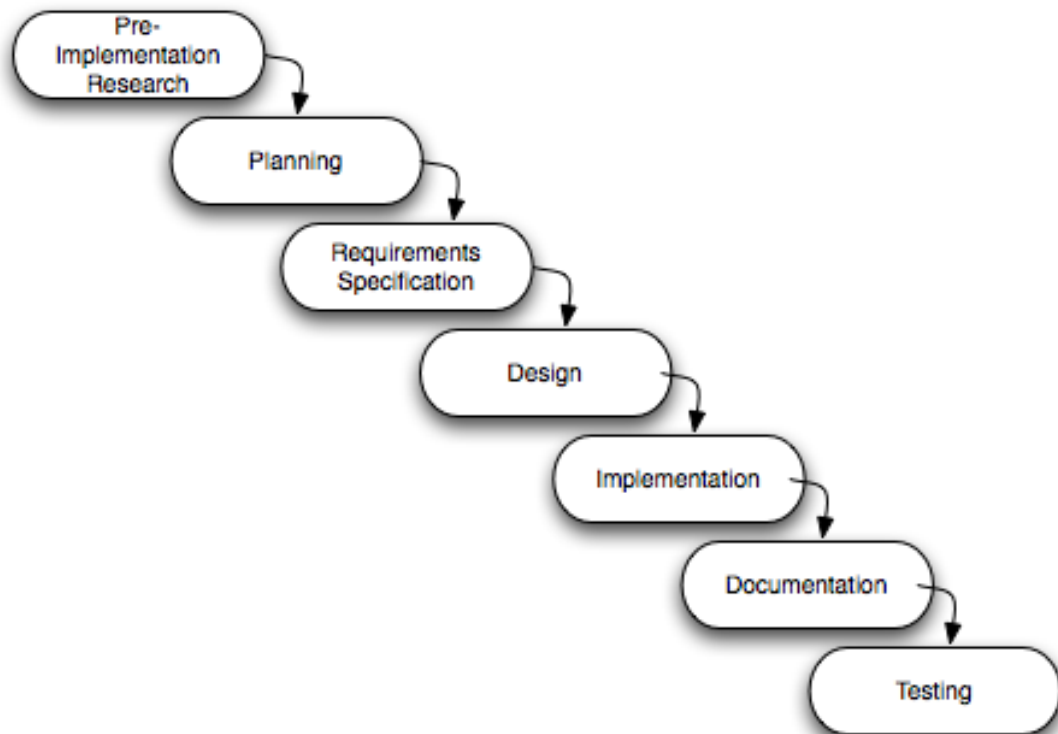 Pre-
Implementation
Research
Planning
Requirements
Specification
Design
Implementation
Documentation
Testing